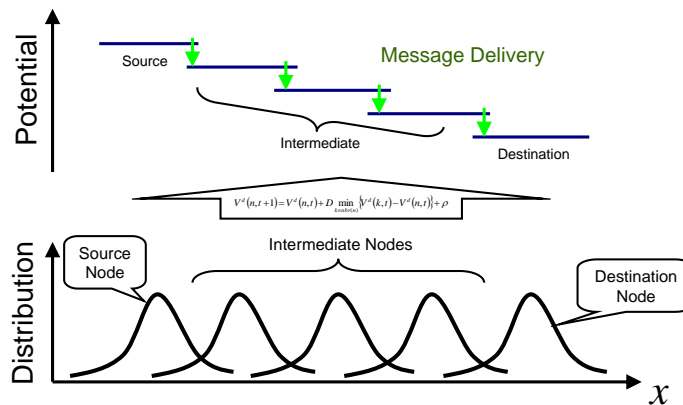 Potential
Source
Message Delivery
Intermediate
Destination
V^d(n,t+1)=V^d(n,t)+D min_{k∈nbr(n)}{V^d(k,t)−V^d(n,t)}+ρ
Distribution
Source
Node
Intermediate Nodes
Destination
Node
x